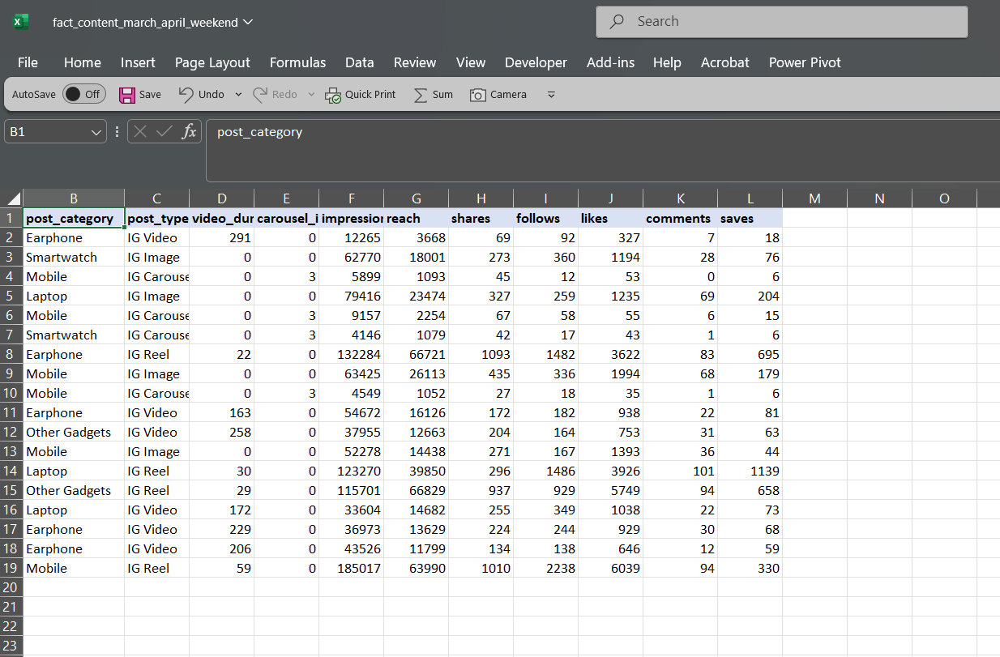 fact_content_march_april_weekend
Search
File Home Insert Page Layout Formulas Data Review View Developer Add-ins Help Acrobat Power Pivot
AutoSave Off Save Undo Redo Quick Print Sum Camera
B1 fx post_category
B C D E F G H I J K L M N O
1 post_category post_type video_dur carousel_i impression reach shares follows likes comments saves
2 Earphone IG Video 291 0 12265 3668 69 92 327 7 18
3 Smartwatch IG Image 0 0 62770 18001 273 360 1194 28 76
4 Mobile IG Carouse 0 3 5899 1093 45 12 53 0 6
5 Laptop IG Image 0 0 79416 23474 327 259 1235 69 204
6 Mobile IG Carouse 0 3 9157 2254 67 58 55 6 15
7 Smartwatch IG Carouse 0 3 4146 1079 42 17 43 1 6
8 Earphone IG Reel 22 0 132284 66721 1093 1482 3622 83 695
9 Mobile IG Image 0 0 63425 26113 435 336 1994 68 179
10 Mobile IG Carouse 0 3 4549 1052 27 18 35 1 6
11 Earphone IG Video 163 0 54672 16126 172 182 938 22 81
12 Other Gadgets IG Video 258 0 37955 12663 204 164 753 31 63
13 Mobile IG Image 0 0 52278 14438 271 167 1393 36 44
14 Laptop IG Reel 30 0 123270 39850 296 1486 3926 101 1139
15 Other Gadgets IG Reel 29 0 115701 66829 937 929 5749 94 658
16 Laptop IG Video 172 0 33604 14682 255 349 1038 22 73
17 Earphone IG Video 229 0 36973 13629 224 244 929 30 68
18 Earphone IG Video 206 0 43526 11799 134 138 646 12 59
19 Mobile IG Reel 59 0 185017 63990 1010 2238 6039 94 330
20
21
22
23